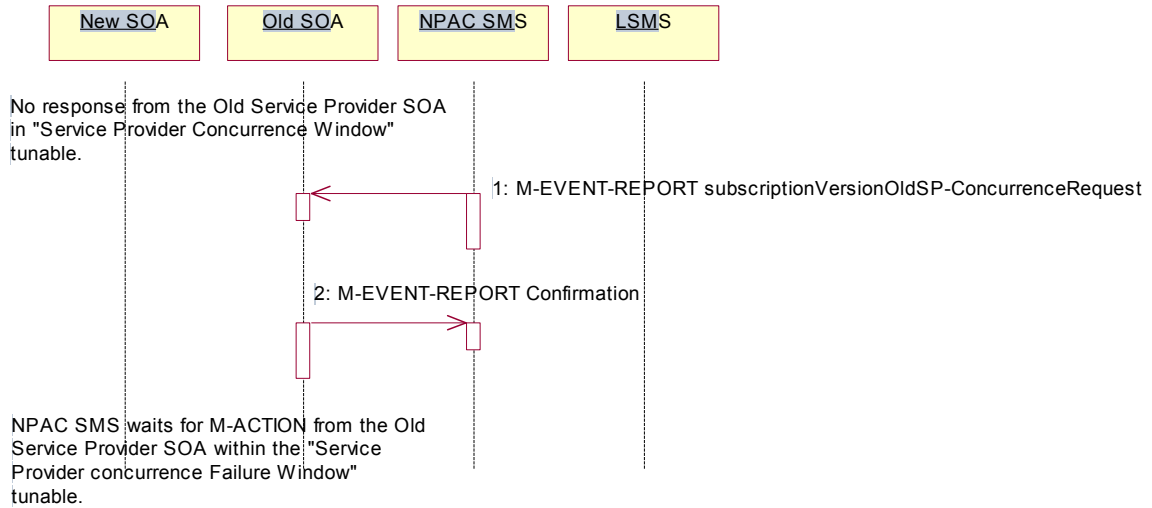 New SOA
Old SOA
NPAC SMS
LSMS
No response from the Old Service Provider SOA
in "Service Provider Concurrence Window"
tunable.
1: M-EVENT-REPORT subscriptionVersionOldSP-ConcurrenceRequest
2: M-EVENT-REPORT Confirmation
NPAC SMS waits for M-ACTION from the Old
Service Provider SOA within the "Service
Provider concurrence Failure Window"
tunable.